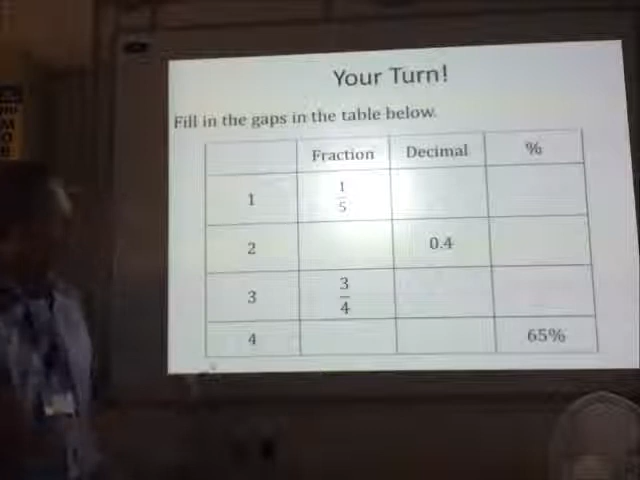 Your Turn!
Fill in the gaps in the table below.
Fraction Decimal %
1 1/5
2 0.4
3 3/4
4 65%